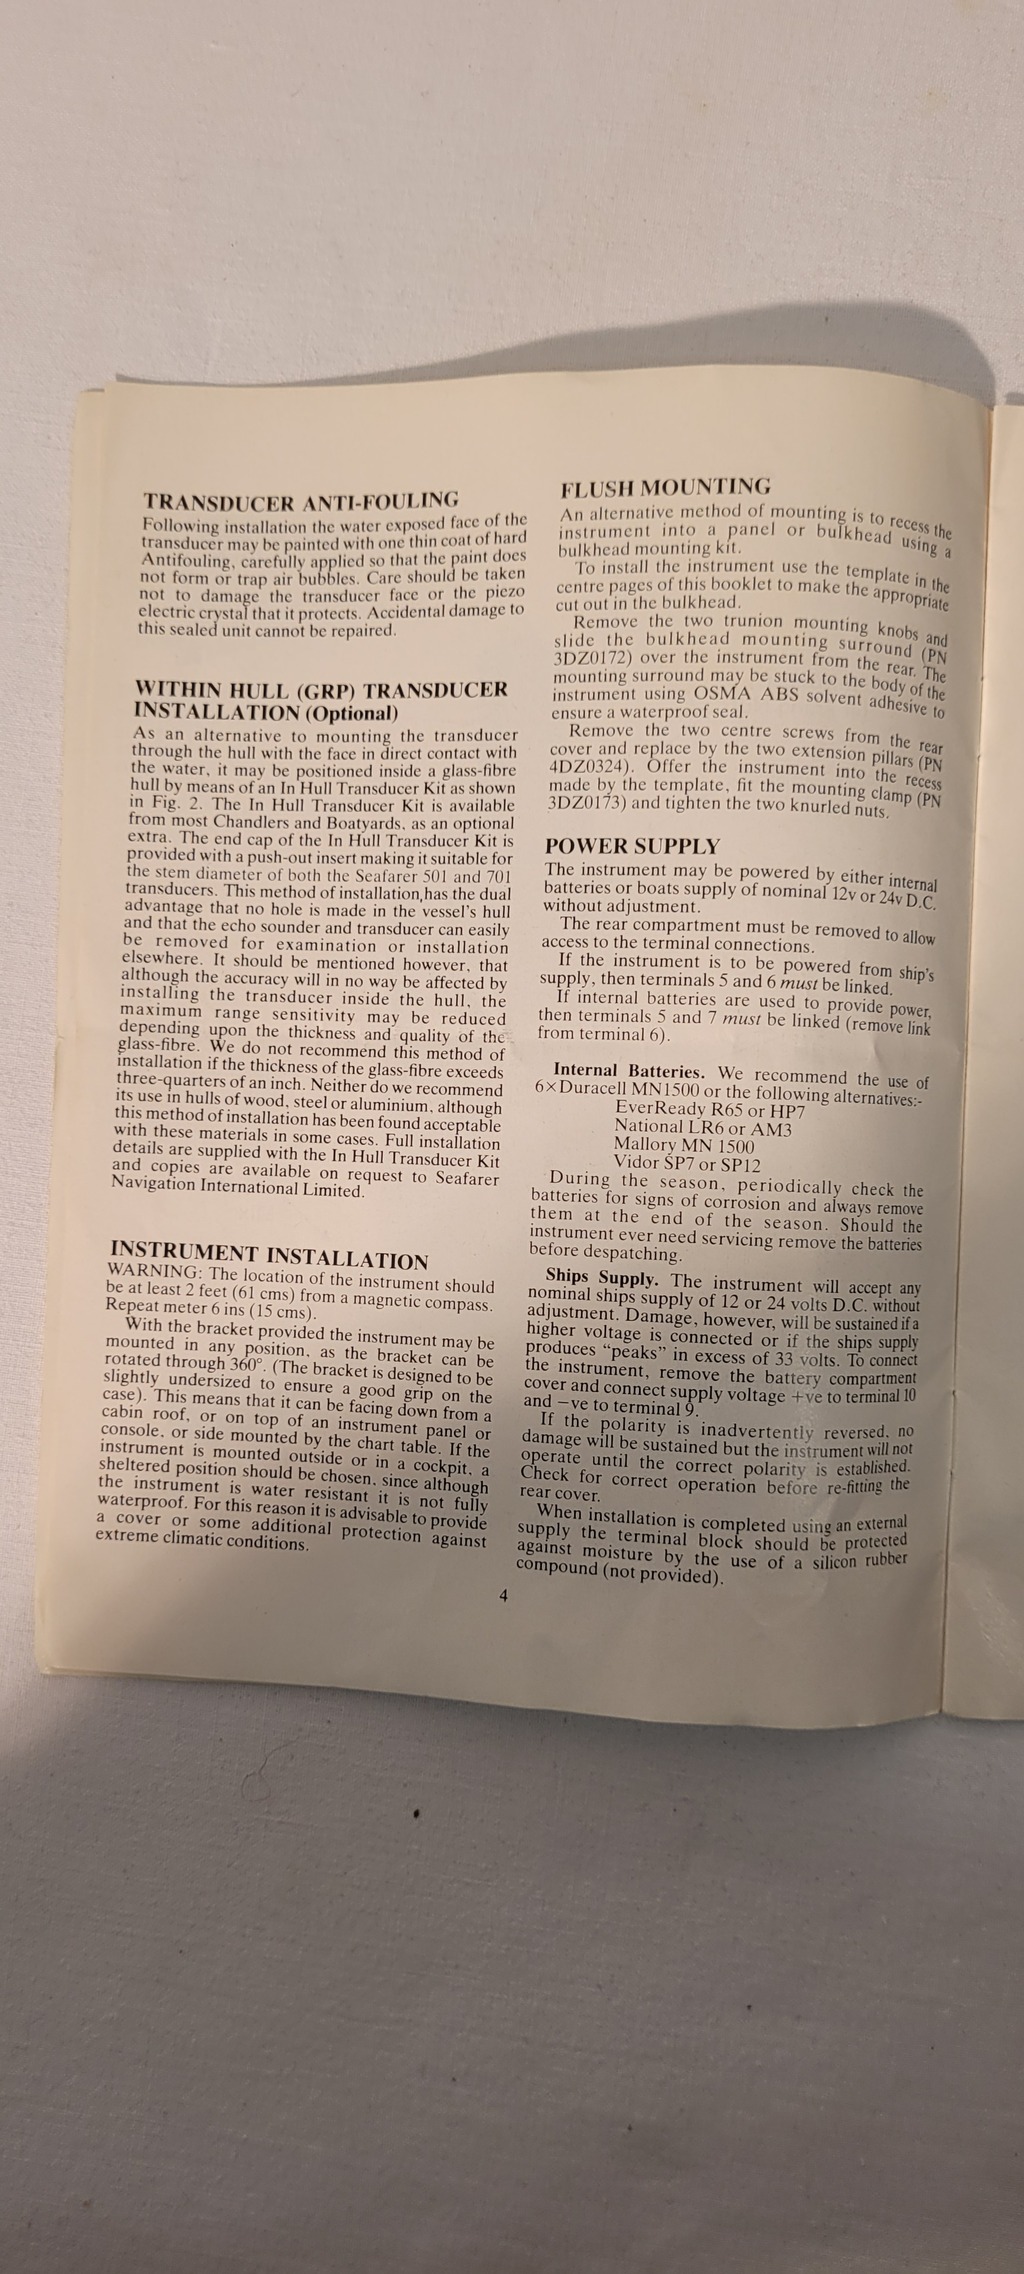 TRANSDUCER ANTI-FOULING
Following installation the water exposed face of the
transducer may be painted with one thin coat of hard
Antifouling, carefully applied so that the paint does
not form or trap air bubbles. Care should be taken
not to damage the transducer face or the piezo
electric crystal that it protects. Accidental damage to
this sealed unit cannot be repaired.
WITHIN HULL (GRP) TRANSDUCER
INSTALLATION (Optional)
As an alternative to mounting the transducer
through the hull with the face in direct contact with
the water, it may be positioned inside a glass-fibre
hull by means of an In Hull Transducer Kit as shown
in Fig. 2. The In Hull Transducer Kit is available
from most Chandlers and Boatyards, as an optional
extra. The end cap of the In Hull Transducer Kit is
provided with a push-out insert making it suitable for
the stem diameter of both the Seafarer 501 and 701
transducers. This method of installation, has the dual
advantage that no hole is made in the vessel's hull
and that the echo sounder and transducer can easily
be removed for examination or installation
elsewhere. It should be mentioned however, that
although the accuracy will in no way be affected by
installing the transducer inside the hull, the
maximum range sensitivity may be reduced
depending upon the thickness and quality of the
glass-fibre. We do not recommend this method of
installation if the thickness of the glass-fibre exceeds
three-quarters of an inch. Neither do we recommend
its use in hulls of wood, steel or aluminium, although
this method of installation has been found acceptable
with these materials in some cases. Full installation
details are supplied with the In Hull Transducer Kit
and copies are available on request to Seafarer
Navigation International Limited.
INSTRUMENT INSTALLATION
WARNING: The location of the instrument should
be at least 2 feet (61 cms) from a magnetic compass.
Repeat meter 6 ins (15 cms).
With the bracket provided the instrument may be
mounted in any position, as the bracket can be
rotated through 360°. (The bracket is designed to be
slightly undersized to ensure a good grip on the
case). This means that it can be facing down from a
cabin roof, or on top of an instrument panel or
console, or side mounted by the chart table. If the
instrument is mounted outside or in a cockpit, a
sheltered position should be chosen, since although
the instrument is water resistant it is not fully
waterproof. For this reason it is advisable to provide
a cover or some additional protection against
extreme climatic conditions.
FLUSH MOUNTING
An alternative method of mounting is to recess the
instrument into a panel or bulkhead using a
bulkhead mounting kit.
To install the instrument use the template in the
centre pages of this booklet to make the appropriate
cut out in the bulkhead.
Remove the two trunion mounting knobs and
slide the bulkhead mounting surround (PN
3DZ0172) over the instrument from the rear. The
mounting surround may be stuck to the body of the
instrument using OSMA ABS solvent adhesive to
ensure a waterproof seal.
Remove the two centre screws from the rear
cover and replace by the two extension pillars (PN
4DZ0324). Offer the instrument into the recess
made by the template, fit the mounting clamp (PN
3DZ0173) and tighten the two knurled nuts.
POWER SUPPLY
The instrument may be powered by either internal
batteries or boats supply of nominal 12v or 24v D.C.
without adjustment.
The rear compartment must be removed to allow
access to the terminal connections.
If the instrument is to be powered from ship's
supply, then terminals 5 and 6 must be linked.
If internal batteries are used to provide power,
then terminals 5 and 7 must be linked (remove link
from terminal 6).
Internal Batteries. We recommend the use of
6×Duracell MN1500 or the following alternatives:-
EverReady R65 or HP7
National LR6 or AM3
Mallory MN 1500
Vidor SP7 or SP12
During the season, periodically check the
batteries for signs of corrosion and always remove
them at the end of the season. Should the
instrument ever need servicing remove the batteries
before despatching.
Ships Supply. The instrument will accept any
nominal ships supply of 12 or 24 volts D.C. without
adjustment. Damage, however, will be sustained if a
higher voltage is connected or if the ships supply
produces "peaks" in excess of 33 volts. To connect
the instrument, remove the battery compartment
cover and connect supply voltage +ve to terminal 10
and −ve to terminal 9.
If the polarity is inadvertently reversed, no
damage will be sustained but the instrument will not
operate until the correct polarity is established.
Check for correct operation before re-fitting the
rear cover.
When installation is completed using an external
supply the terminal block should be protected
against moisture by the use of a silicon rubber
compound (not provided).
4